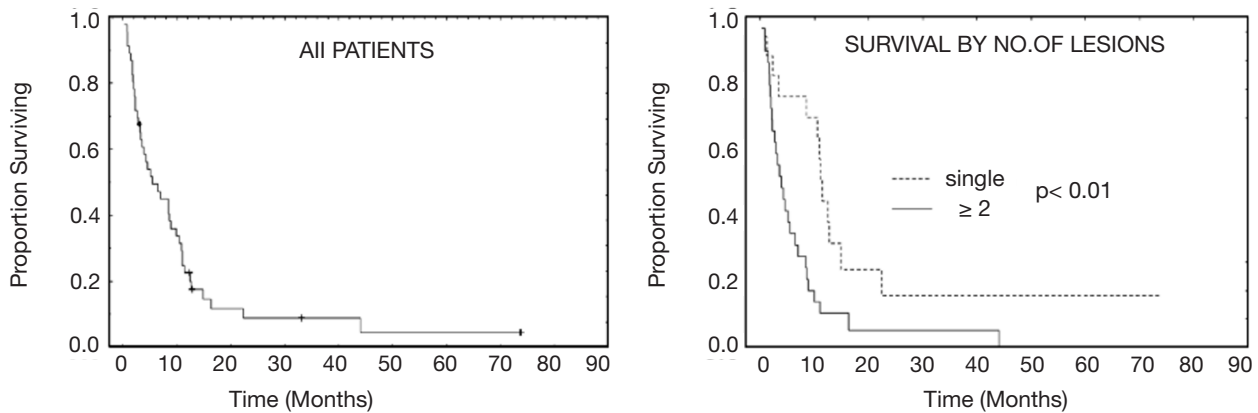 All PATIENTS
Proportion Surviving
1.0
0.8
0.6
0.4
0.2
0.0
0 10 20 30 40 50 60 70 80 90
Time (Months)
SURVIVAL BY NO.OF LESIONS
Proportion Surviving
1.0
0.8
0.6
0.4
0.2
0.0
single
≥ 2
p< 0.01
0 10 20 30 40 50 60 70 80 90
Time (Months)